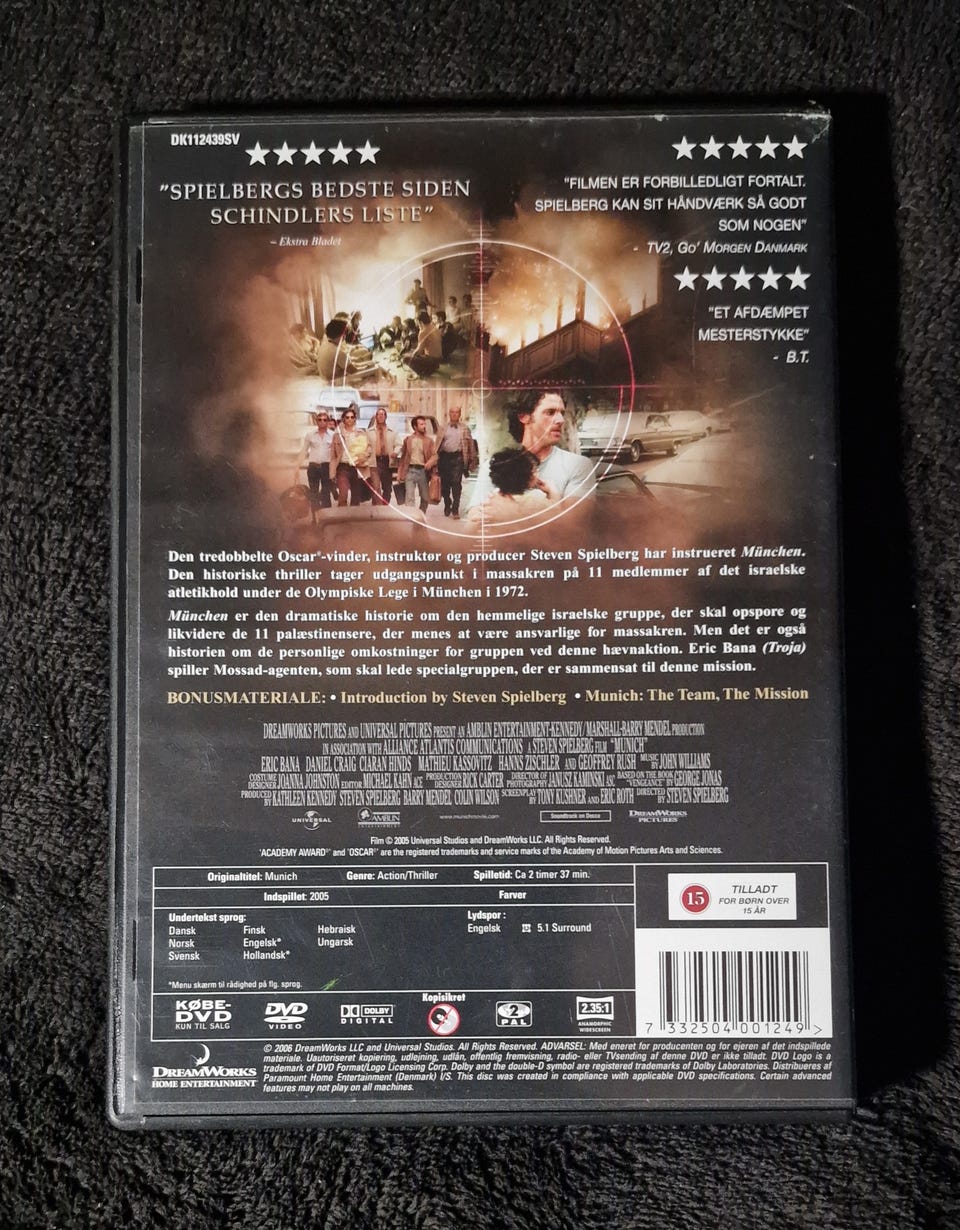 DK112439SV
"SPIELBERGS BEDSTE SIDEN
SCHINDLERS LISTE"
- Ekstra Bladet
"FILMEN ER FORBILLEDLIGT FORTALT.
SPIELBERG KAN SIT HÅNDVÆRK SÅ GODT
SOM NOGEN"
- TV2, GO' MORGEN DANMARK
"ET AFDÆMPET
MESTERSTYKKE"
- B.T.
Den tredobbelte Oscar®-vinder, instruktør og producer Steven Spielberg har instrueret München.
Den historiske thriller tager udgangspunkt i massakren på 11 medlemmer af det israelske
atletikhold under de Olympiske Lege i München i 1972.
München er den dramatiske historie om den hemmelige israelske gruppe, der skal opspore og
likvidere de 11 palæstinensere, der menes at være ansvarlige for massakren. Men det er også
historien om de personlige omkostninger for gruppen ved denne hævnaktion. Eric Bana (Troja)
spiller Mossad-agenten, som skal lede specialgruppen, der er sammensat til denne mission.
BONUSMATERIALE: • Introduction by Steven Spielberg • Munich: The Team, The Mission
DREAMWORKS PICTURES AND UNIVERSAL PICTURES PRESENT AN AMBLIN ENTERTAINMENT-KENNEDY/MARSHALL-BARRY MENDEL PRODUCTION
IN ASSOCIATION WITH ALLIANCE ATLANTIS COMMUNICATIONS A STEVEN SPIELBERG FILM "MUNICH"
ERIC BANA DANIEL CRAIG CIARAN HINDS MATHIEU KASSOVITZ HANNS ZISCHLER AND GEOFFREY RUSH MUSIC BY JOHN WILLIAMS
COSTUME DESIGNER JOANNA JOHNSTON EDITOR MICHAEL KAHN ACE PRODUCTION DESIGNER RICK CARTER DIRECTOR OF PHOTOGRAPHY JANUSZ KAMINSKI ASC BASED ON THE BOOK "VENGEANCE" BY GEORGE JONAS
PRODUCED BY KATHLEEN KENNEDY STEVEN SPIELBERG BARRY MENDEL COLIN WILSON SCREENPLAY BY TONY KUSHNER AND ERIC ROTH DIRECTED BY STEVEN SPIELBERG
UNIVERSAL
AMBLIN
ENTERTAINMENT
www.munichmovie.com
Soundtrack on Decca
DREAMWORKS
PICTURES
Film © 2005 Universal Studios and DreamWorks LLC. All Rights Reserved.
'ACADEMY AWARD®' and 'OSCAR®' are the registered trademarks and service marks of the Academy of Motion Pictures Arts and Sciences.
Originaltitel: Munich Genre: Action/Thriller Spilletid: Ca 2 timer 37 min.
Indspillet: 2005 Farver
Undertekst sprog:
Dansk Finsk Hebraisk
Norsk Engelsk* Ungarsk
Svensk Hollandsk*
Lydspor :
Engelsk 5.1 Surround
*Menu skærm til rådighed på flg. sprog.
15
TILLADT
FOR BØRN OVER
15 ÅR
KØBE-
DVD
KUN TIL SALG
DVD
VIDEO
DOLBY
DIGITAL
Kopisikret
2
PAL
2.35:1
ANAMORPHIC
WIDESCREEN
7 332504 001249 >
DREAMWORKS
HOME ENTERTAINMENT
© 2006 DreamWorks LLC and Universal Studios. All Rights Reserved. ADVARSEL: Med eneret for producenten og for ejeren af det indspillede
materiale. Uautoriseret kopiering, udlejning, udlån, offentlig fremvisning, radio- eller TVsending af denne DVD er ikke tilladt. DVD Logo is a
trademark of DVD Format/Logo Licensing Corp. Dolby and the double-D symbol are registered trademarks of Dolby Laboratories. Distribueres af
Paramount Home Entertainment (Denmark) I/S. This disc was created in compliance with applicable DVD specifications. Certain advanced
features may not play on all machines.